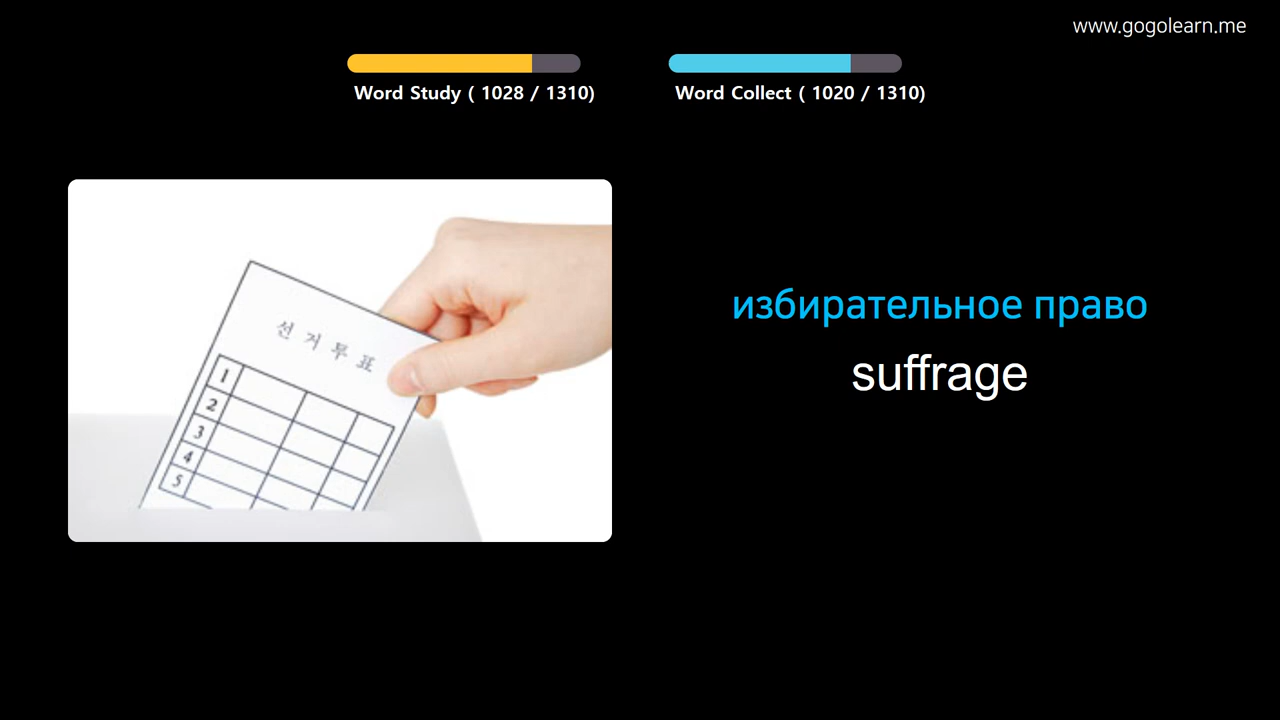 www.gogolearn.me
Word Study ( 1028 / 1310)
Word Collect ( 1020 / 1310)
선거투표
1
2
3
4
5
избирательное право
suffrage